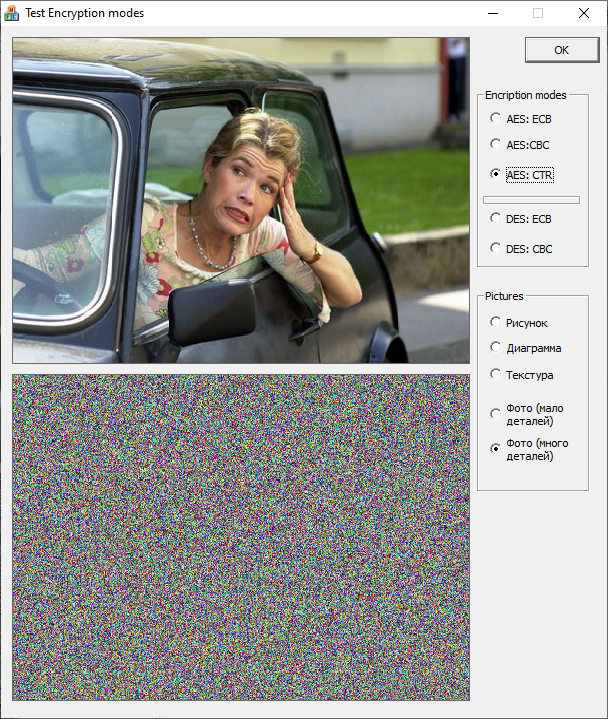 Test Encryption modes
OK
Encription modes
AES: ECB
AES:CBC
AES: CTR
DES: ECB
DES: CBC
Pictures
Рисунок
Диаграмма
Текстура
Фото (мало
деталей)
Фото (много
деталей)